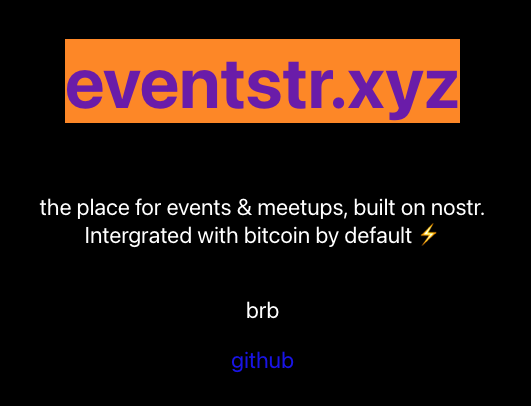 eventstr.xyz
the place for events & meetups, built on nostr.
Intergrated with bitcoin by default ⚡
brb
github